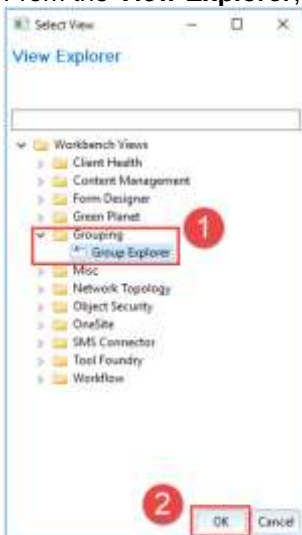 From the View Explorer,
Select View
View Explorer
Workbench Views
Client Health
Content Management
Form Designer
Green Planet
Grouping
1
Group Explorer
Misc
Network Topology
Object Security
OneSite
SMS Connector
Tool Foundry
Workflow
2
OK Cancel